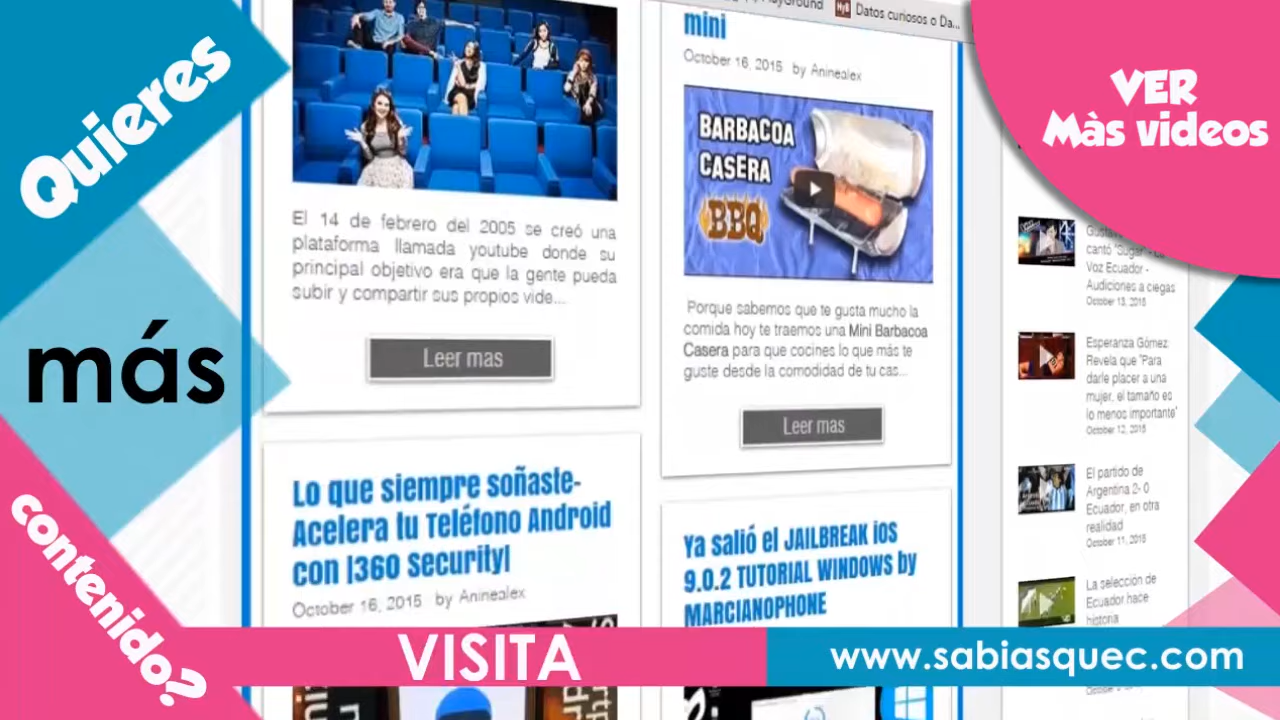 Quieres
más
contenido?
VER
Màs videos
Datos curiosos o Da...
El 14 de febrero del 2005 se creó una
plataforma llamada youtube donde su
principal objetivo era que la gente pueda
subir y compartir sus propios vide...
Leer mas
Lo que siempre soñaste-
Acelera tu Teléfono Android
con |360 Security|
October 16, 2015 by Aninealex
mini
October 16, 2015 by Aninealex
BARBACOA
CASERA
BBQ
Porque sabemos que te gusta mucho la
comida hoy te traemos una Mini Barbacoa
Casera para que cocines lo que más te
guste desde la comodidad de tu cas...
Leer mas
Ya salió el JAILBREAK ios
9.0.2 TUTORIAL WINDOWS by
MARCIANOPHONE
cantó "Sugar" -
Voz Ecuador -
Audiciones a ciegas
October 13, 2015
Esperanza Gómez:
Revela que "Para
darle placer a una
mujer, el tamaño es
lo menos importante"
October 12, 2015
El partido de
Argentina 2- 0
Ecuador, en otra
realidad
October 11, 2015
La selección de
Ecuador hace
historia
VISITA
www.sabiasquec.com